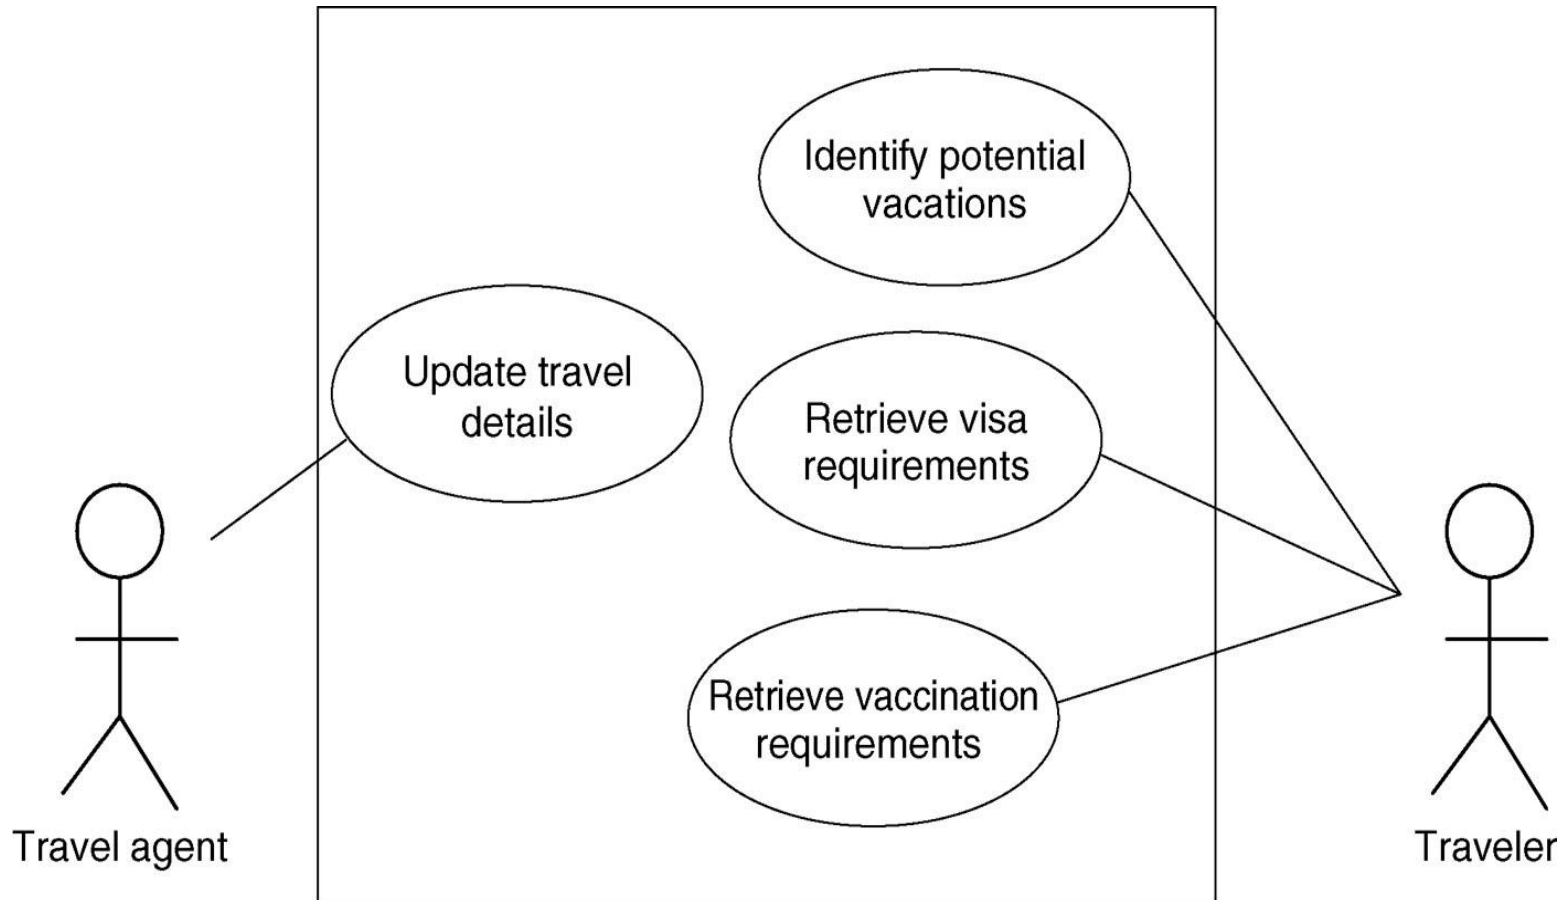 Identify potential
vacations
Update travel
details
Retrieve visa
requirements
Retrieve vaccination
requirements
Travel agent
Traveler